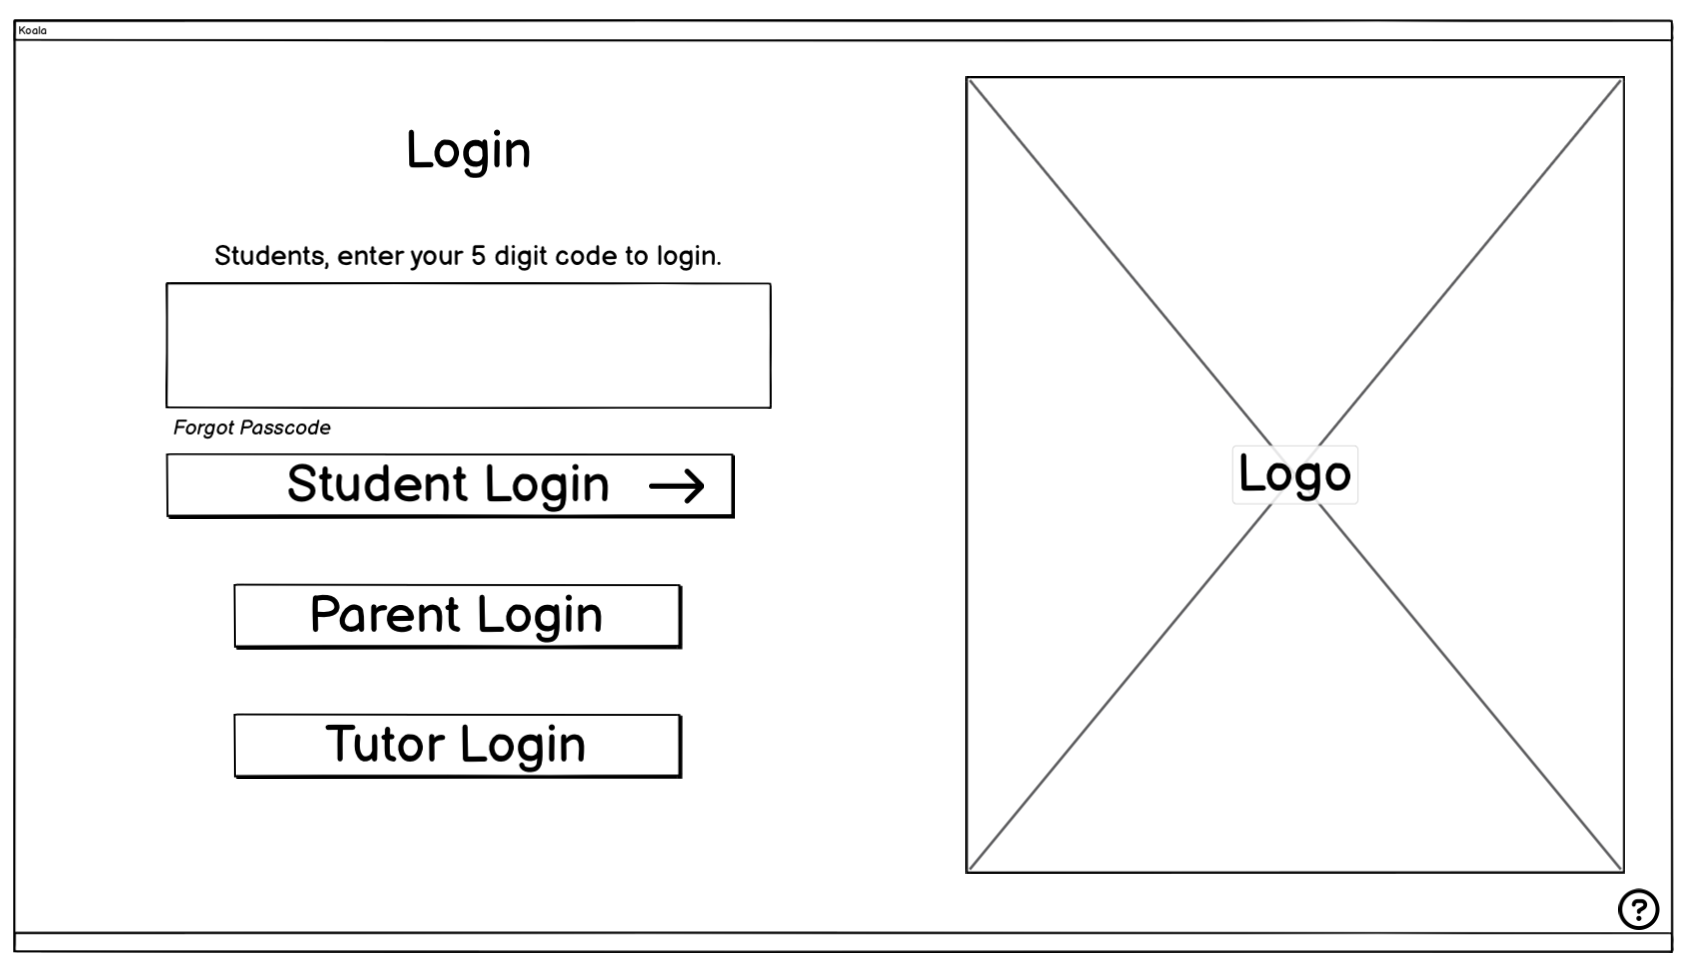 Koala
Login
Students, enter your 5 digit code to login.
Forgot Passcode
Student Login →
Parent Login
Tutor Login
Logo
?